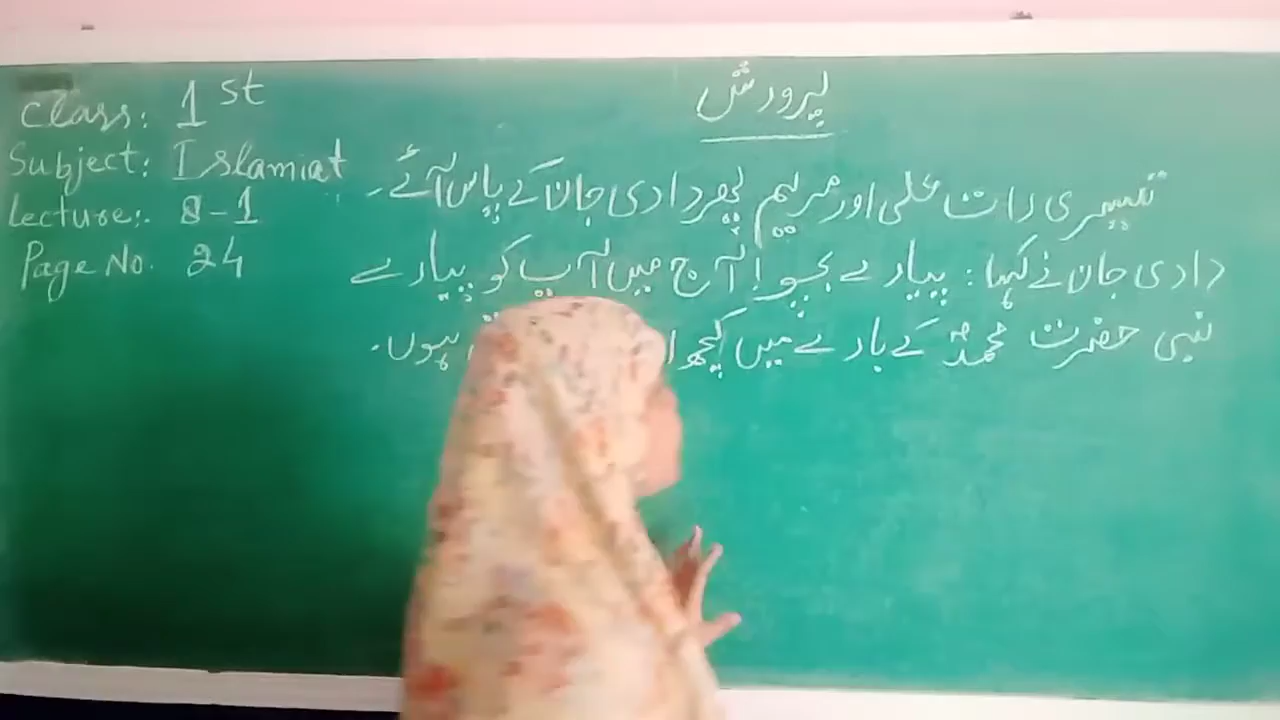 Class: 1st
Subject: Islamiat
Lecture: 8-1
Page No. 24
پرورش
تیسری رات علی اور مریم پھر دادی جان کے پاس آئے۔
دادی جان نے کہا: پیارے بچو! آج میں آپ کو پیارے
نبی حضرت محمدؐ کے بارے میں کچھ ہوں۔